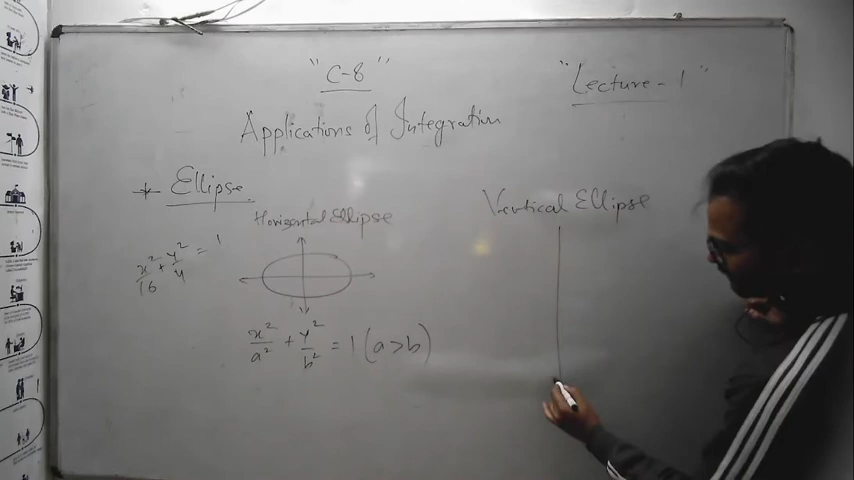 "C-8"
"Lecture-1"
Applications of Integration
* Ellipse.
Horizontal Ellipse
Vertical Ellipse
x²/16 + y²/4 = 1
x²/a² + y²/b² = 1 (a>b)